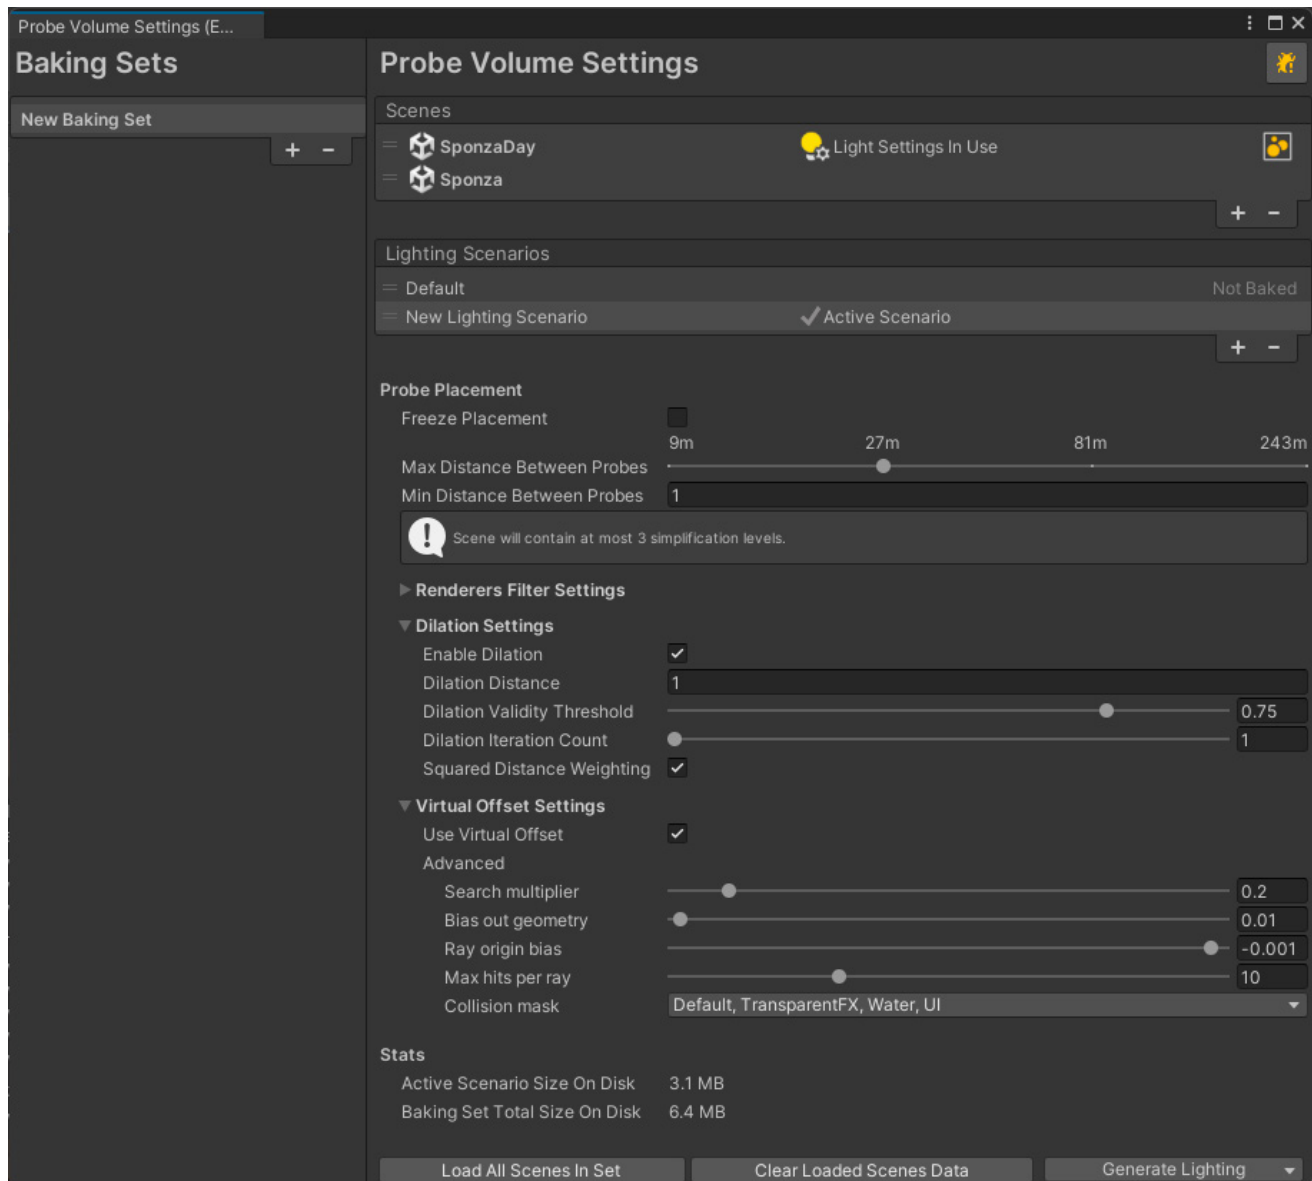 Probe Volume Settings (E...
Baking Sets
New Baking Set
+ -
Probe Volume Settings
Scenes
SponzaDay Light Settings In Use
Sponza
+ -
Lighting Scenarios
Default Not Baked
New Lighting Scenario Active Scenario
+ -
Probe Placement
Freeze Placement
9m 27m 81m 243m
Max Distance Between Probes
Min Distance Between Probes 1
Scene will contain at most 3 simplification levels.
Renderers Filter Settings
Dilation Settings
Enable Dilation
Dilation Distance 1
Dilation Validity Threshold 0.75
Dilation Iteration Count 1
Squared Distance Weighting
Virtual Offset Settings
Use Virtual Offset
Advanced
Search multiplier 0.2
Bias out geometry 0.01
Ray origin bias -0.001
Max hits per ray 10
Collision mask Default, TransparentFX, Water, UI
Stats
Active Scenario Size On Disk 3.1 MB
Baking Set Total Size On Disk 6.4 MB
Load All Scenes In Set Clear Loaded Scenes Data Generate Lighting